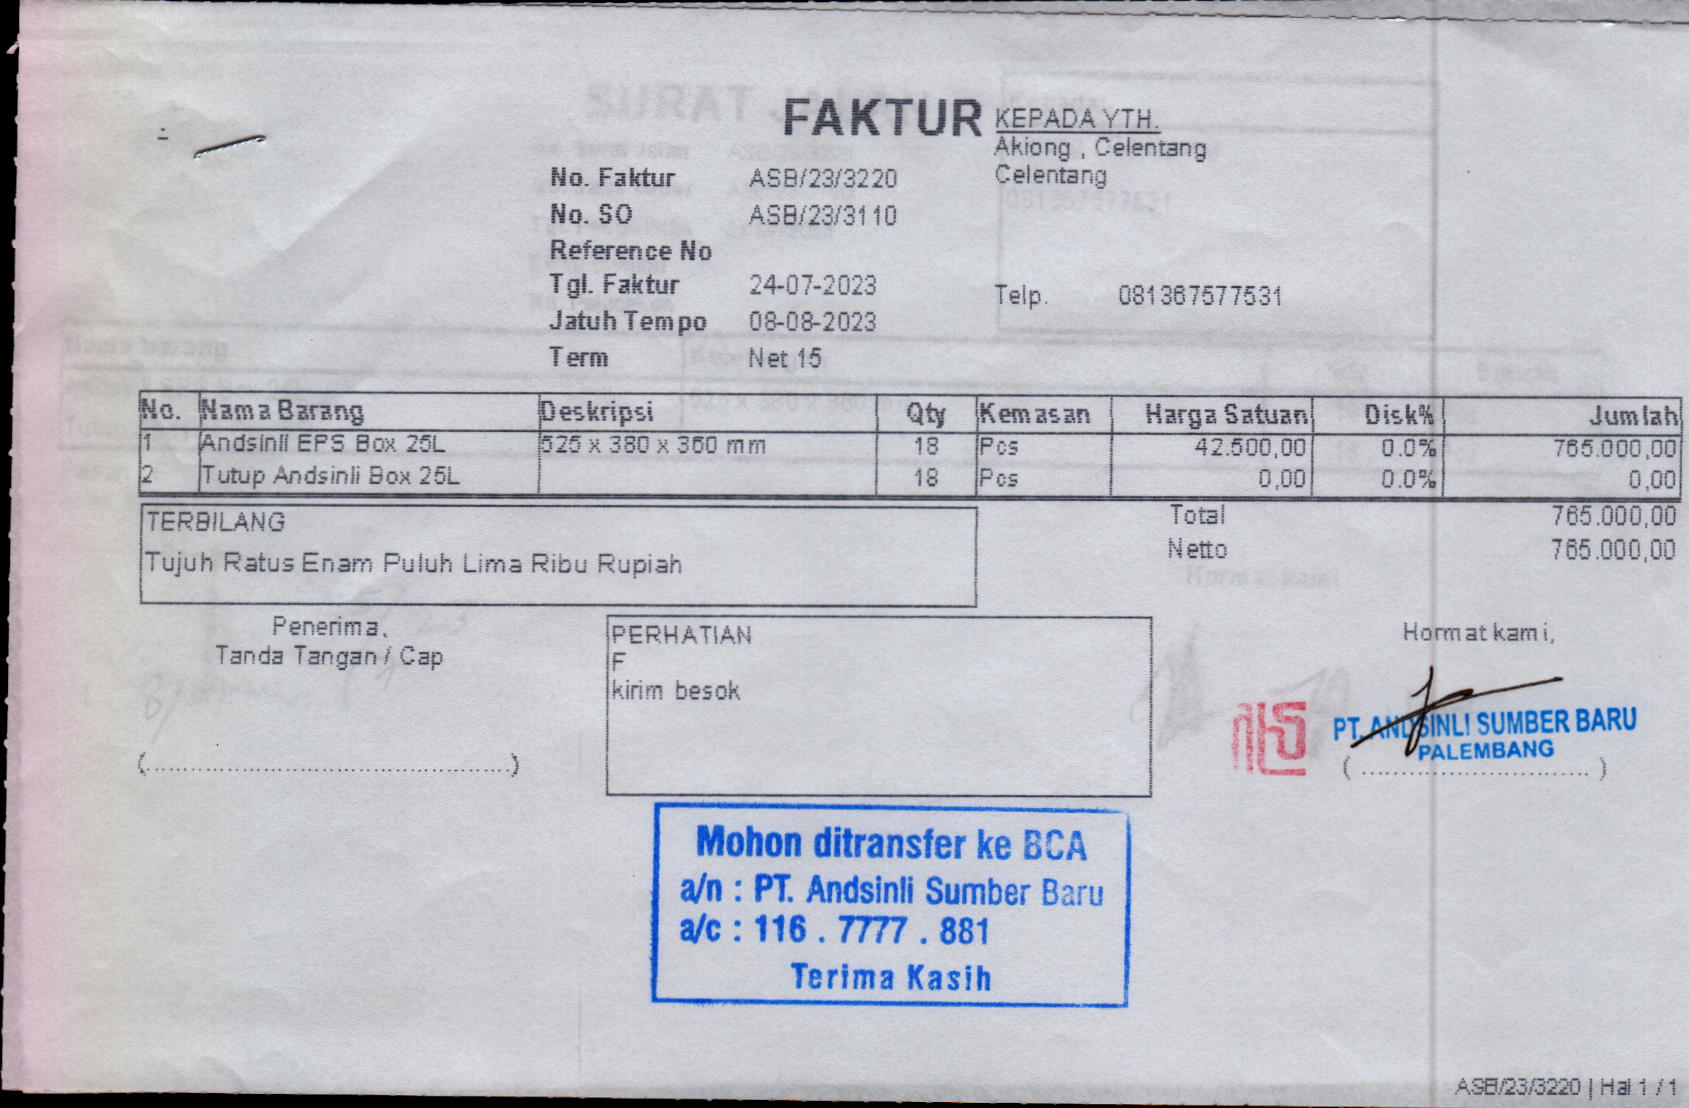 FAKTUR
KEPADA YTH.
Akiong , Celentang
Celentang
No. Faktur ASB/23/3220
No. SO ASB/23/3110
Reference No
Tgl. Faktur 24-07-2023
Telp. 081367577531
Jatuh Tempo 08-08-2023
Term Net 15
No. Nama Barang Deskripsi Qty Kemasan Harga Satuan Disk% Jumlah
1 Andsinli EPS Box 25L 525 x 380 x 360 mm 18 Pcs 42.500,00 0.0% 765.000,00
2 Tutup Andsinli Box 25L 18 Pcs 0,00 0.0% 0,00
TERBILANG
Tujuh Ratus Enam Puluh Lima Ribu Rupiah
Total 765.000,00
Netto 765.000,00
Penerima,
Tanda Tangan / Cap
(..............................................)
PERHATIAN
F
kirim besok
Hormat kami,
PT. ANDSINLI SUMBER BARU
PALEMBANG
( ............................. )
Mohon ditransfer ke BCA
a/n : PT. Andsinli Sumber Baru
a/c : 116 . 7777 . 881
Terima Kasih
ASB/23/3220 | Hal 1 / 1